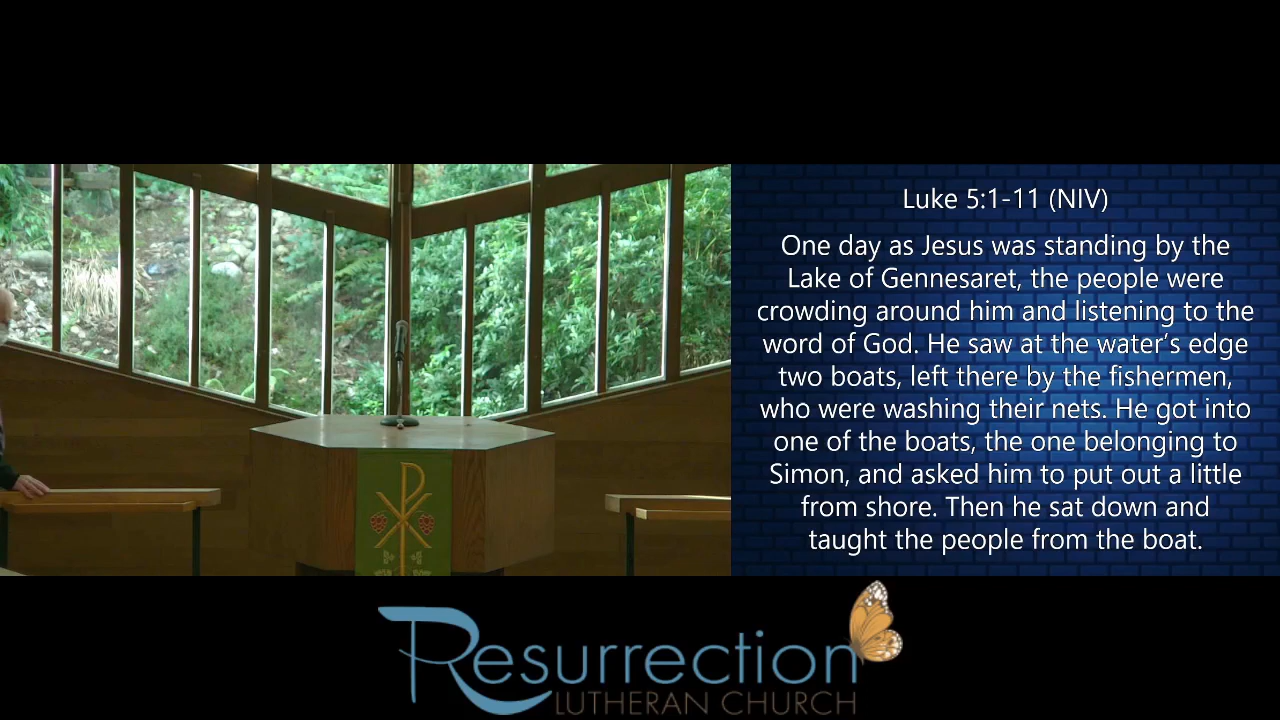 Luke 5:1-11 (NIV)
One day as Jesus was standing by the
Lake of Gennesaret, the people were
crowding around him and listening to the
word of God. He saw at the water’s edge
two boats, left there by the fishermen,
who were washing their nets. He got into
one of the boats, the one belonging to
Simon, and asked him to put out a little
from shore. Then he sat down and
taught the people from the boat.
Resurrection
LUTHERAN CHURCH